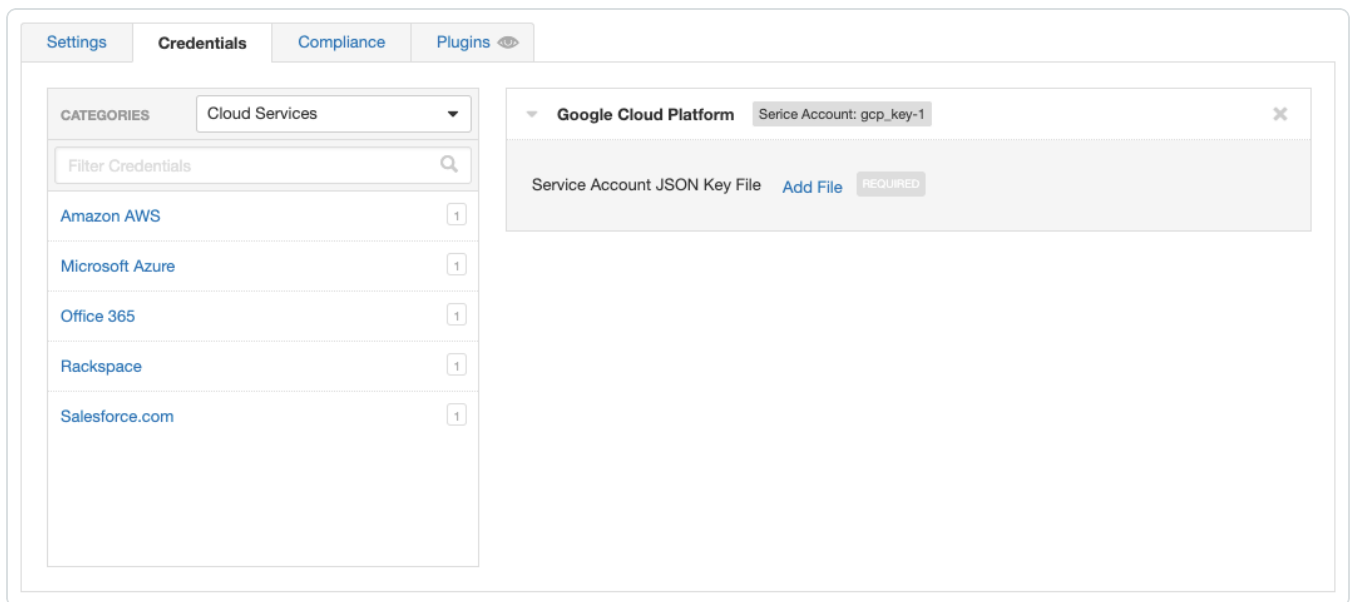 Settings
Credentials
Compliance
Plugins
CATEGORIES
Cloud Services
Filter Credentials
Amazon AWS 1
Microsoft Azure 1
Office 365 1
Rackspace 1
Salesforce.com 1
Google Cloud Platform Serice Account: gcp_key-1
Service Account JSON Key File Add File REQUIRED